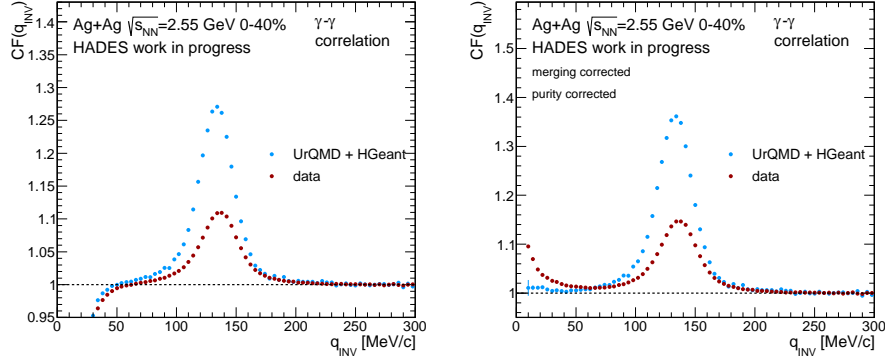 CF(q_INV)
1.4
1.35
1.3
1.25
1.2
1.15
1.1
1.05
1
0.95
Ag+Ag √s_NN=2.55 GeV 0-40%
HADES work in progress
γ-γ
correlation
UrQMD + HGeant
data
0 50 100 150 200 250 300
q_INV [MeV/c]
CF(q_INV)
1.5
1.4
1.3
1.2
1.1
1
Ag+Ag √s_NN=2.55 GeV 0-40%
HADES work in progress
merging corrected
purity corrected
γ-γ
correlation
UrQMD + HGeant
data
0 50 100 150 200 250 300
q_INV [MeV/c]